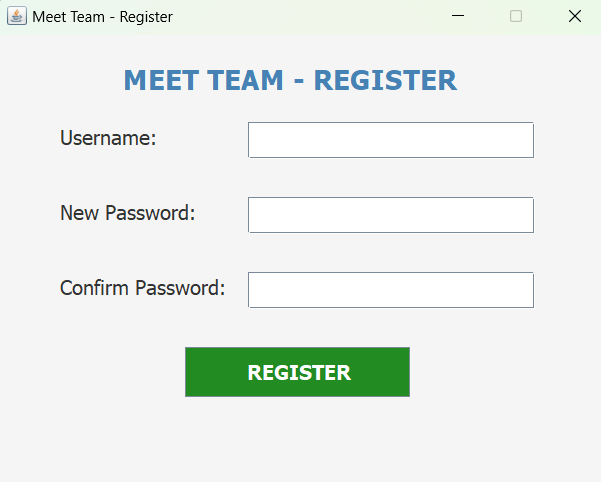 Meet Team - Register
MEET TEAM - REGISTER
Username:
New Password:
Confirm Password:
REGISTER